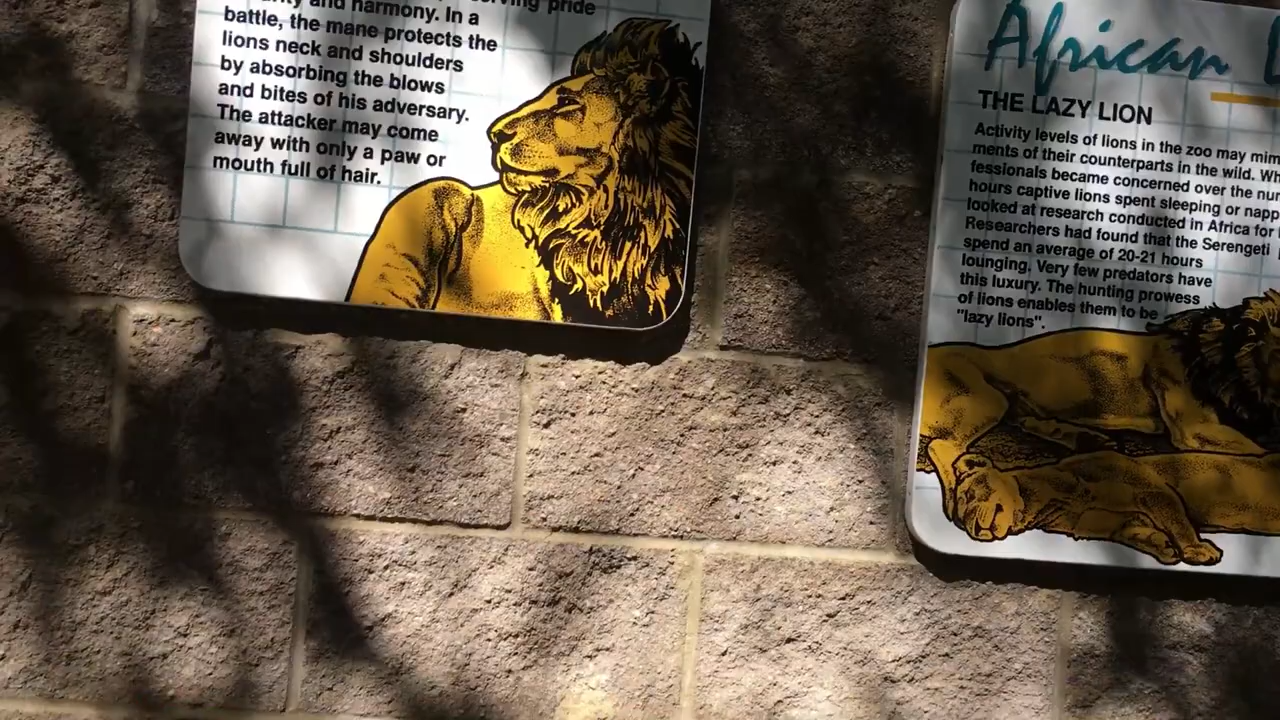 and harmony. In a
battle, the mane protects the
lions neck and shoulders
by absorbing the blows
and bites of his adversary.
The attacker may come
away with only a paw or
mouth full of hair.
pride
African
THE LAZY LION
Activity levels of lions in the zoo may
ments of their counterparts in the wild.
fessionals became concerned over the
hours captive lions spent sleeping or
looked at research conducted in Africa for
Researchers had found that the Serengeti
spend an average of 20-21 hours
lounging. Very few predators have
this luxury. The hunting prowess
of lions enables them to be
"lazy lions".